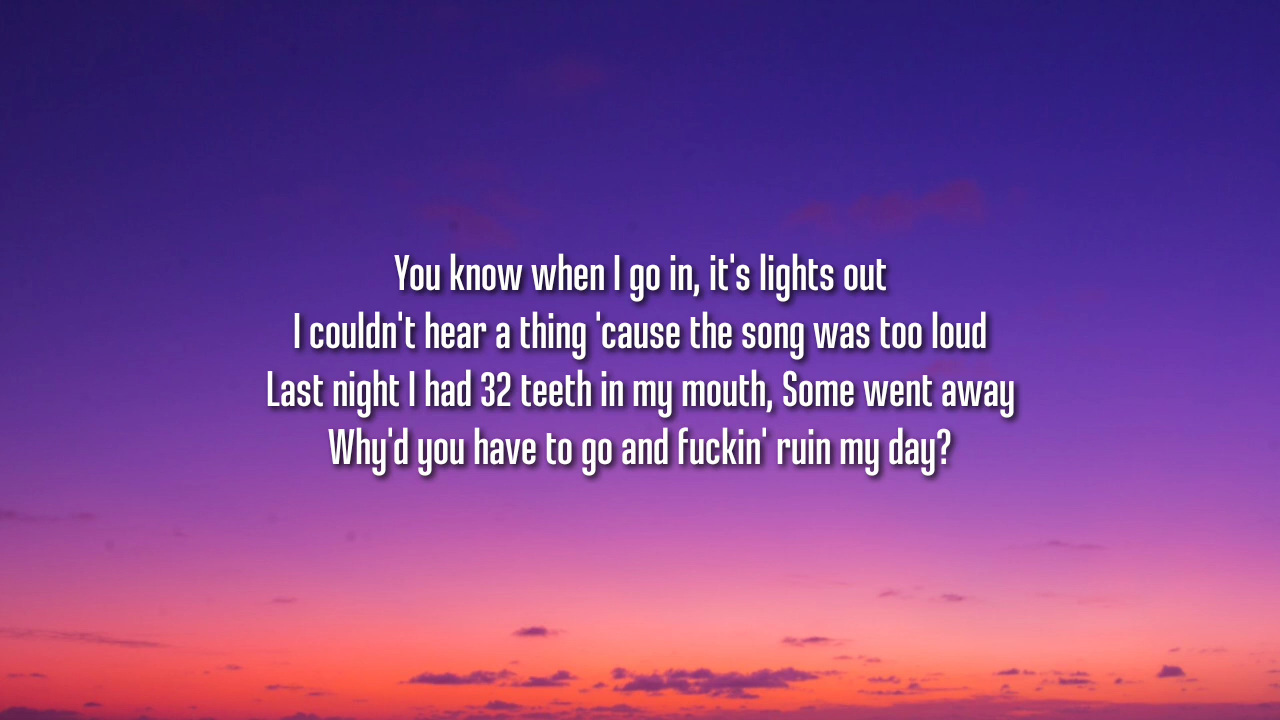 You know when I go in, it's lights out
I couldn't hear a thing 'cause the song was too loud
Last night I had 32 teeth in my mouth, Some went away
Why'd you have to go and fuckin' ruin my day?